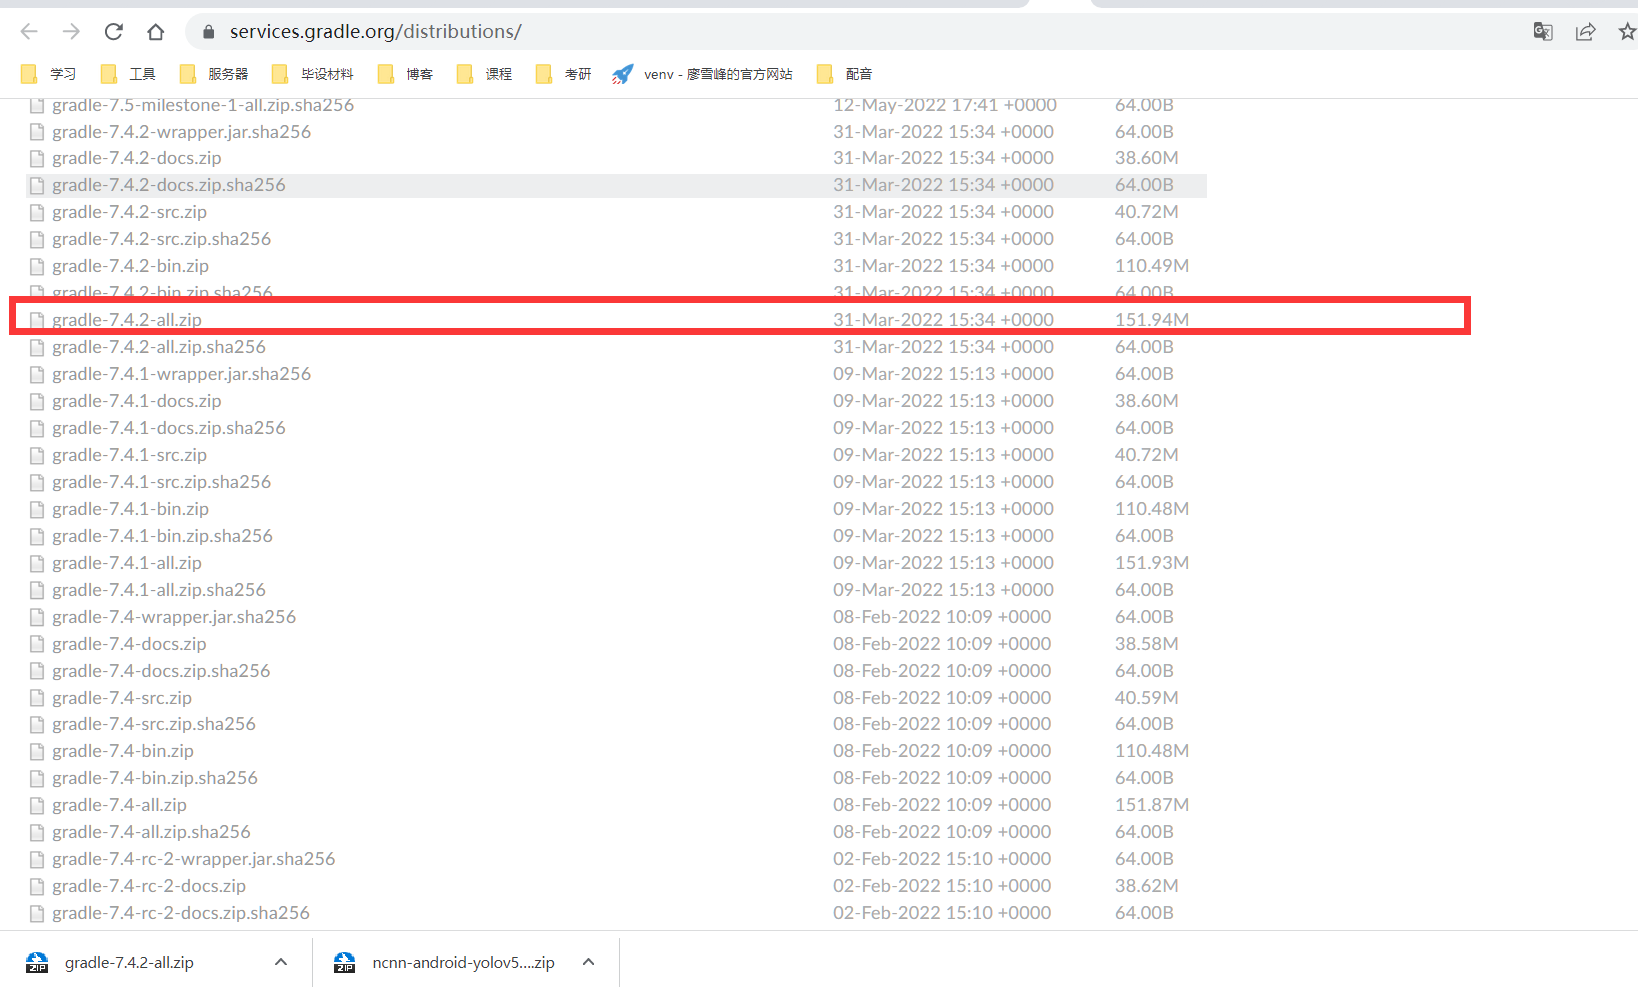 services.gradle.org/distributions/
学习 工具 服务器 毕设材料 博客 课程 考研 venv - 廖雪峰的官方网站 配音
gradle-7.5-milestone-1-all.zip.sha256 12-May-2022 17:41 +0000 64.00B
gradle-7.4.2-wrapper.jar.sha256 31-Mar-2022 15:34 +0000 64.00B
gradle-7.4.2-docs.zip 31-Mar-2022 15:34 +0000 38.60M
gradle-7.4.2-docs.zip.sha256 31-Mar-2022 15:34 +0000 64.00B
gradle-7.4.2-src.zip 31-Mar-2022 15:34 +0000 40.72M
gradle-7.4.2-src.zip.sha256 31-Mar-2022 15:34 +0000 64.00B
gradle-7.4.2-bin.zip 31-Mar-2022 15:34 +0000 110.49M
gradle-7.4.2-bin.zip.sha256 31-Mar-2022 15:34 +0000 64.00B
gradle-7.4.2-all.zip 31-Mar-2022 15:34 +0000 151.94M
gradle-7.4.2-all.zip.sha256 31-Mar-2022 15:34 +0000 64.00B
gradle-7.4.1-wrapper.jar.sha256 09-Mar-2022 15:13 +0000 64.00B
gradle-7.4.1-docs.zip 09-Mar-2022 15:13 +0000 38.60M
gradle-7.4.1-docs.zip.sha256 09-Mar-2022 15:13 +0000 64.00B
gradle-7.4.1-src.zip 09-Mar-2022 15:13 +0000 40.72M
gradle-7.4.1-src.zip.sha256 09-Mar-2022 15:13 +0000 64.00B
gradle-7.4.1-bin.zip 09-Mar-2022 15:13 +0000 110.48M
gradle-7.4.1-bin.zip.sha256 09-Mar-2022 15:13 +0000 64.00B
gradle-7.4.1-all.zip 09-Mar-2022 15:13 +0000 151.93M
gradle-7.4.1-all.zip.sha256 09-Mar-2022 15:13 +0000 64.00B
gradle-7.4-wrapper.jar.sha256 08-Feb-2022 10:09 +0000 64.00B
gradle-7.4-docs.zip 08-Feb-2022 10:09 +0000 38.58M
gradle-7.4-docs.zip.sha256 08-Feb-2022 10:09 +0000 64.00B
gradle-7.4-src.zip 08-Feb-2022 10:09 +0000 40.59M
gradle-7.4-src.zip.sha256 08-Feb-2022 10:09 +0000 64.00B
gradle-7.4-bin.zip 08-Feb-2022 10:09 +0000 110.48M
gradle-7.4-bin.zip.sha256 08-Feb-2022 10:09 +0000 64.00B
gradle-7.4-all.zip 08-Feb-2022 10:09 +0000 151.87M
gradle-7.4-all.zip.sha256 08-Feb-2022 10:09 +0000 64.00B
gradle-7.4-rc-2-wrapper.jar.sha256 02-Feb-2022 15:10 +0000 64.00B
gradle-7.4-rc-2-docs.zip 02-Feb-2022 15:10 +0000 38.62M
gradle-7.4-rc-2-docs.zip.sha256 02-Feb-2022 15:10 +0000 64.00B
ZIP gradle-7.4.2-all.zip ZIP ncnn-android-yolov5....zip